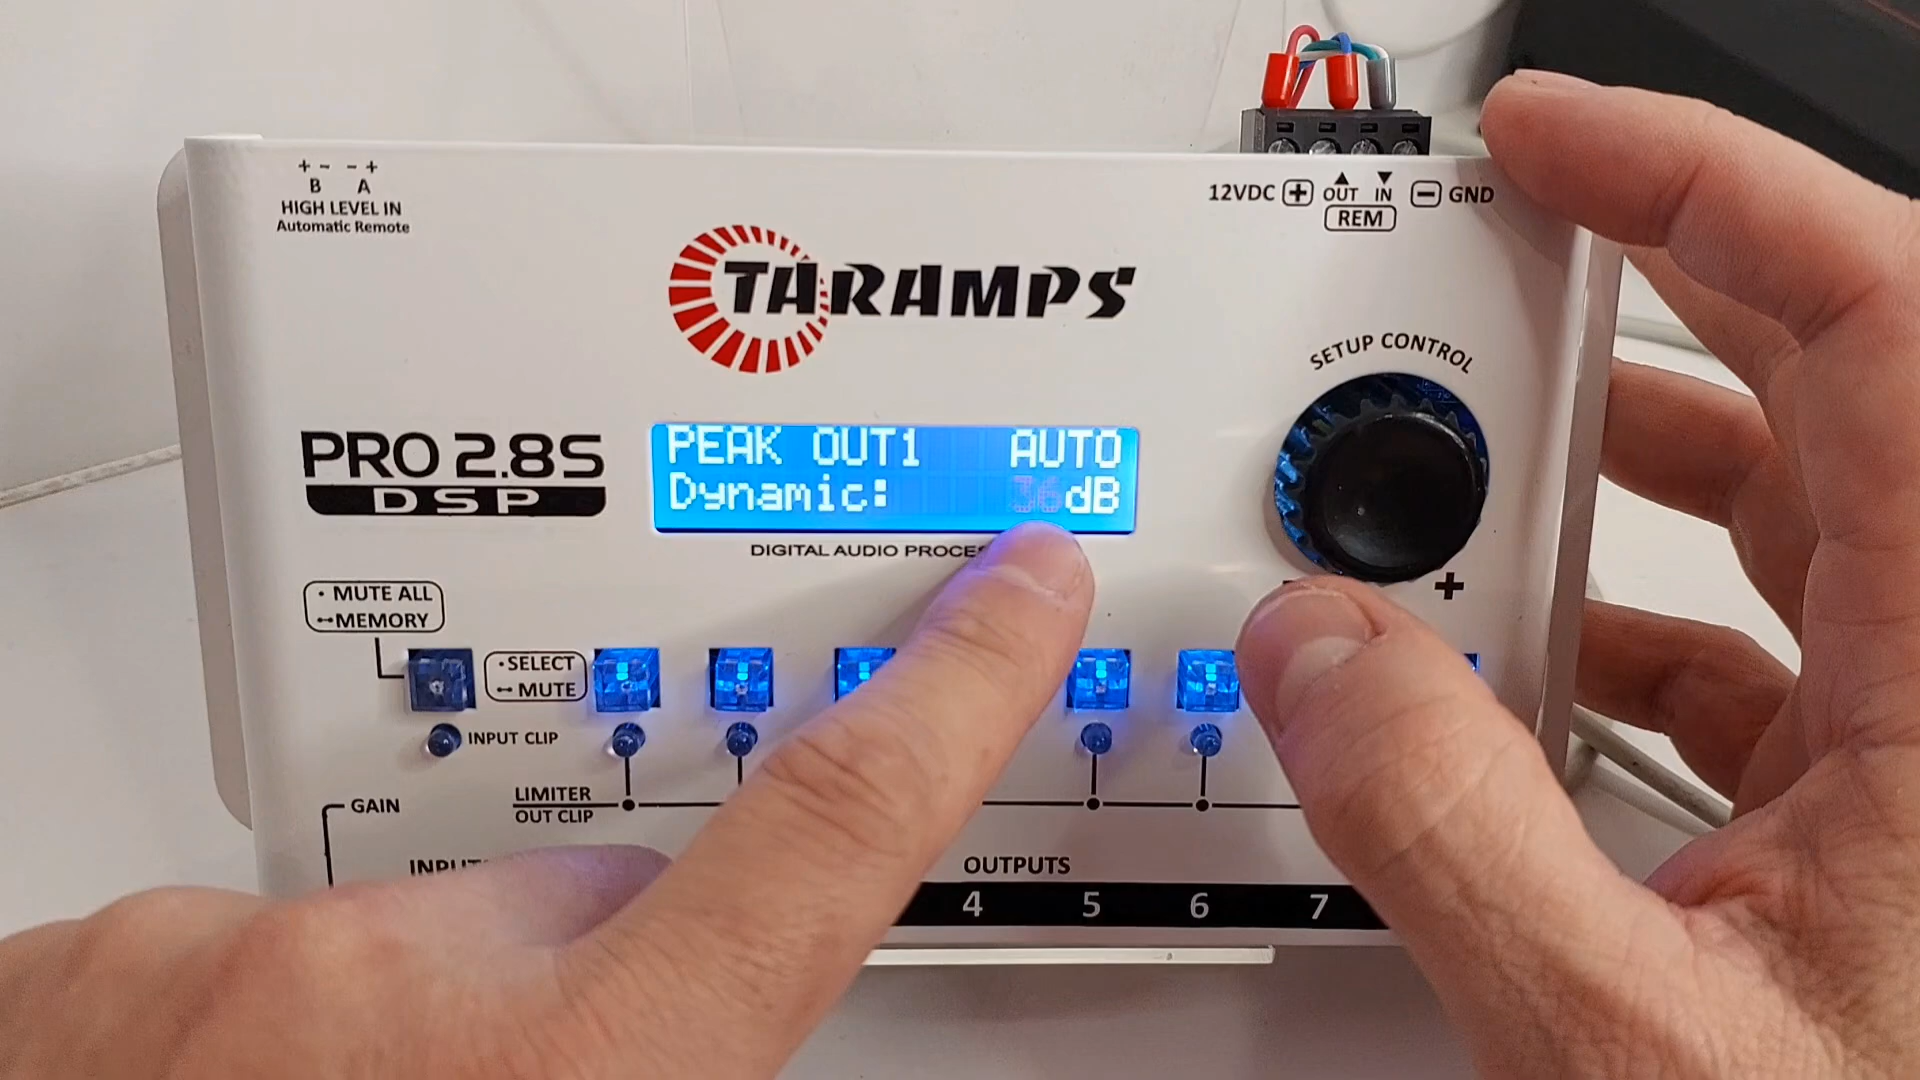 + - - +
B A
HIGH LEVEL IN
Automatic Remote
12VDC + OUT IN - GND
REM
TARAMPS
SETUP CONTROL
PRO 2.8S
DSP
PEAK OUT1 AUTO
Dynamic: 36dB
DIGITAL AUDIO
+
MUTE ALL
MEMORY
SELECT
MUTE
INPUT CLIP
GAIN
LIMITER
OUT CLIP
OUTPUTS
4 5 6 7